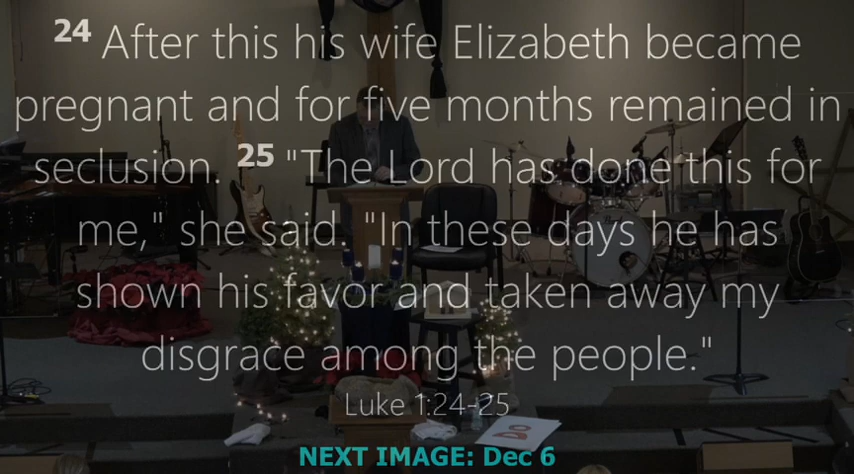 24 After this his wife Elizabeth became
pregnant and for five months remained in
seclusion. 25 "The Lord has done this for
me," she said. "In these days he has
shown his favor and taken away my
disgrace among the people."
Luke 1:24-25
DO
NEXT IMAGE: Dec 6